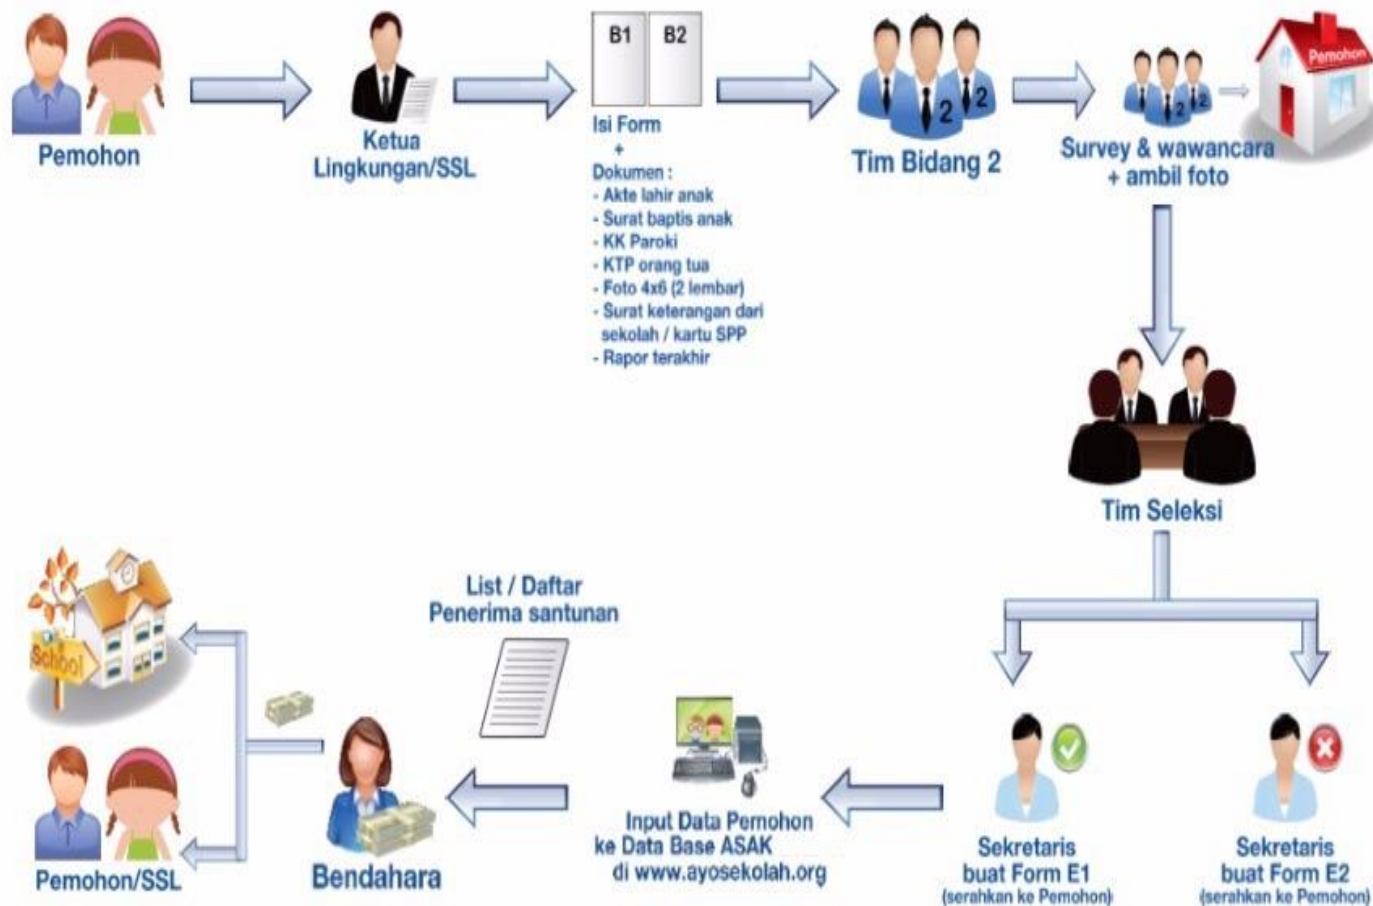 Pemohon
Ketua
Lingkungan/SSL
B1 B2
Isi Form
+
Dokumen :
- Akte lahir anak
- Surat baptis anak
- KK Paroki
- KTP orang tua
- Foto 4x6 (2 lembar)
- Surat keterangan dari
sekolah / kartu SPP
- Rapor terakhir
2 2
Tim Bidang 2
2 2
Pemohon
Survey & wawancara
+ ambil foto
Tim Seleksi
Sekretaris
buat Form E1
(serahkan ke Pemohon)
Sekretaris
buat Form E2
(serahkan ke Pemohon)
Input Data Pemohon
ke Data Base ASAK
di www.ayosekolah.org
List / Daftar
Penerima santunan
Bendahara
School
Pemohon/SSL